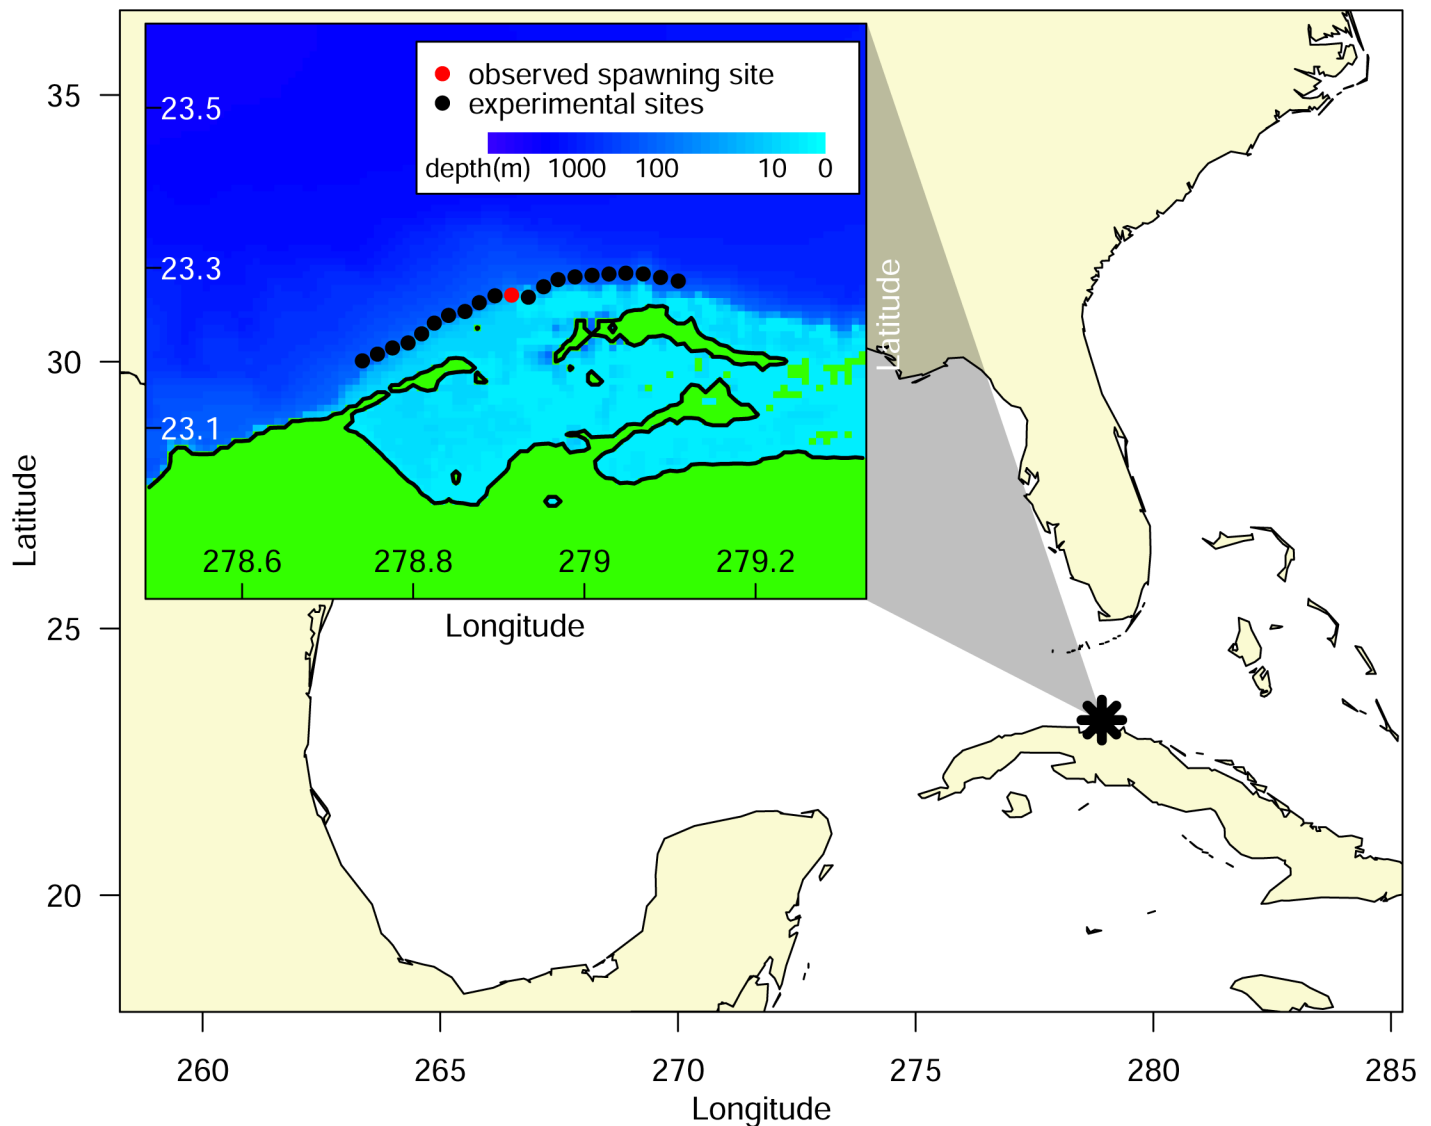 observed spawning site
experimental sites
depth(m) 1000 100 10 0
23.5
23.3
23.1
278.6 278.8 279 279.2
Longitude
Latitude
35
30
25
20
Latitude
260 265 270 275 280 285
Longitude